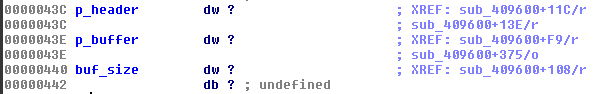 0000043C p_header dw ? ; XREF: sub_409600+11C/r
0000043C ; sub_409600+13E/r
0000043E p_buffer dw ? ; XREF: sub_409600+F9/r
0000043E ; sub_409600+375/o
00000440 buf_size dw ? ; XREF: sub_409600+108/r
00000442 db ? ; undefined